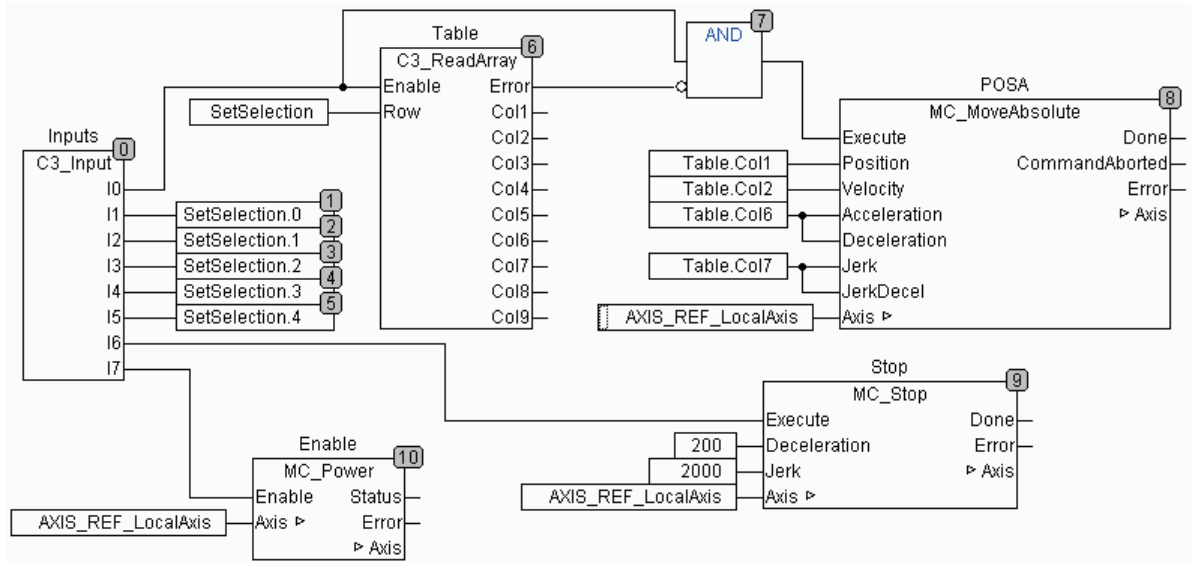 7
AND
Table
6
C3_ReadArray
Enable Error
SetSelection Row Col1
Col2
Col3
Col4
Col5
Col6
Col7
Col8
Col9
POSA
8
MC_MoveAbsolute
Execute Done
Table.Col1 Position CommandAborted
Table.Col2 Velocity Error
Table.Col6 Acceleration ▹ Axis
Deceleration
Table.Col7 Jerk
JerkDecel
AXIS_REF_LocalAxis Axis ▹
Inputs
0
C3_Input
I0
1
I1 SetSelection.0
2
I2 SetSelection.1
3
I3 SetSelection.2
4
I4 SetSelection.3
5
I5 SetSelection.4
I6
I7
Stop
9
MC_Stop
Execute Done
200 Deceleration Error
2000 Jerk ▹ Axis
AXIS_REF_LocalAxis Axis ▹
Enable
10
MC_Power
Enable Status
AXIS_REF_LocalAxis Axis ▹ Error
▹ Axis